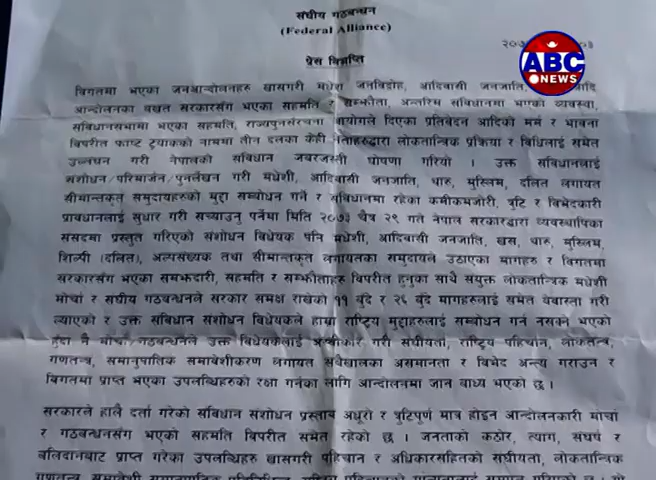 संघीय गठबन्धन
(Federal Alliance)
ABC
NEWS
प्रेस विज्ञप्ति
विगतमा भएका जनआन्दोलनहरु खासगरी मधेश जनविद्रोह, आदिवासी जनजाति,
आन्दोलनका बखत सरकारसंग भएका सहमति र सम्झौता, अन्तरिम संविधानमा भएको व्यवस्था,
संविधानसभामा भएका सहमति, राज्यपुनर्संरचना आयोगले दिएका प्रतिवेदन आदिको मर्म र भावना
विपरीत फाष्ट ट्र्याकको नाममा तीन दलका केही नेताहरुद्वारा लोकतान्त्रिक प्रक्रिया र विधिलाई समेत
उल्लंघन गरी नेपालको संविधान जवरजस्ती घोषणा गरियो । उक्त संविधानलाई
संशोधन/परिमार्जन/पुनर्लेखन गरी मधेशी, आदिवासी जनजाति, थारु, मुस्लिम, दलित लगायत
सीमान्तकृत समुदायहरुको मुद्दा सम्बोधन गर्ने र संविधानमा रहेका कमीकमजोरी, त्रुटि र विभेदकारी
प्रावधानलाई सुधार गरी सच्याउनु पर्नेमा मिति २०७३ चैत्र २९ गते नेपाल सरकारद्वारा व्यवस्थापिका
संसदमा प्रस्तुत गरिएको संशोधन विधेयक पनि मधेशी, आदिवासी जनजाति, खस, थारु, मुस्लिम,
शिल्पी (दलित), अल्पसंख्यक तथा सीमान्तकृत लगायतका समुदायले उठाएका मागहरु र विगतमा
सरकारसंग भएका समझदारी, सहमति र सम्झौताहरु विपरीत हुनुका साथै संयुक्त लोकतान्त्रिक मधेशी
मोर्चा र संघीय गठबन्धनले सरकार समक्ष राखेको ११ बुंदे र २६ बुंदे मागहरुलाई समेत वेवास्ता गरी
ल्याएको र उक्त संविधान संशोधन विधेयकले हाम्रा राष्ट्रिय मुद्दाहरुलाई सम्बोधन गर्न नसक्ने भएको
हुंदा नै मोर्चा/गठबन्धनले उक्त विधेयकलाई अस्वीकार गरी संघीयता, राष्ट्रिय पहिचान, लोकतन्त्र,
गणतन्त्र, समानुपातिक समावेशीकरण लगायत सबैखालका असमानता र विभेद अन्त्य गराउन र
विगतमा प्राप्त भएका उपलब्धिहरुको रक्षा गर्नका लागि आन्दोलनमा जान बाध्य भएको छ ।
सरकारले हालै दर्ता गरेको संविधान संशोधन प्रस्ताव अधूरो र त्रुटिपूर्ण मात्र होइन आन्दोलनकारी मोर्चा
र गठबन्धनसंग भएको सहमति विपरीत समेत रहेको छ । जनताको कठोर, त्याग, संघर्ष र
बलिदानबाट प्राप्त गरेका उपलब्धिहरु खासगरी पहिचान र अधिकारसहितको संघीयता, लोकतान्त्रिक